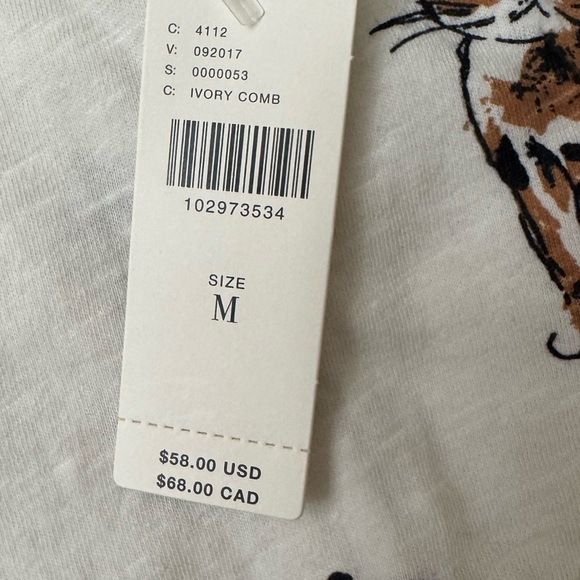 C: 4112
V: 092017
S: 0000053
C: IVORY COMB
102973534
SIZE
M
$58.00 USD
$68.00 CAD